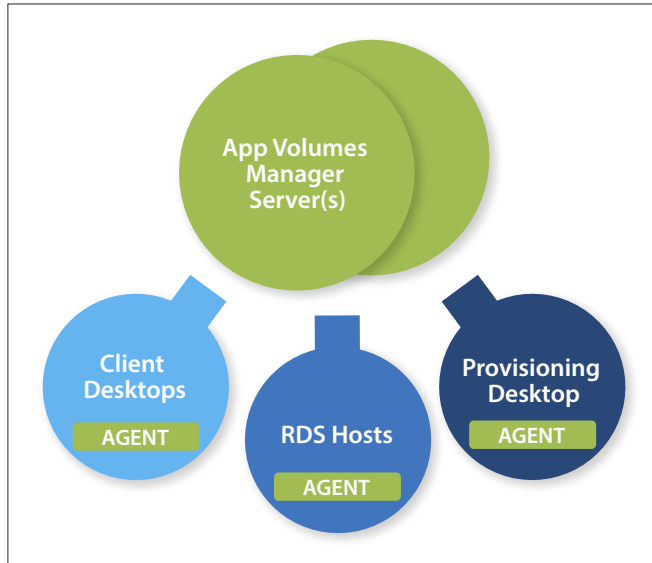 App Volumes
Manager
Server(s)
Client
Desktops
AGENT
RDS Hosts
AGENT
Provisioning
Desktop
AGENT